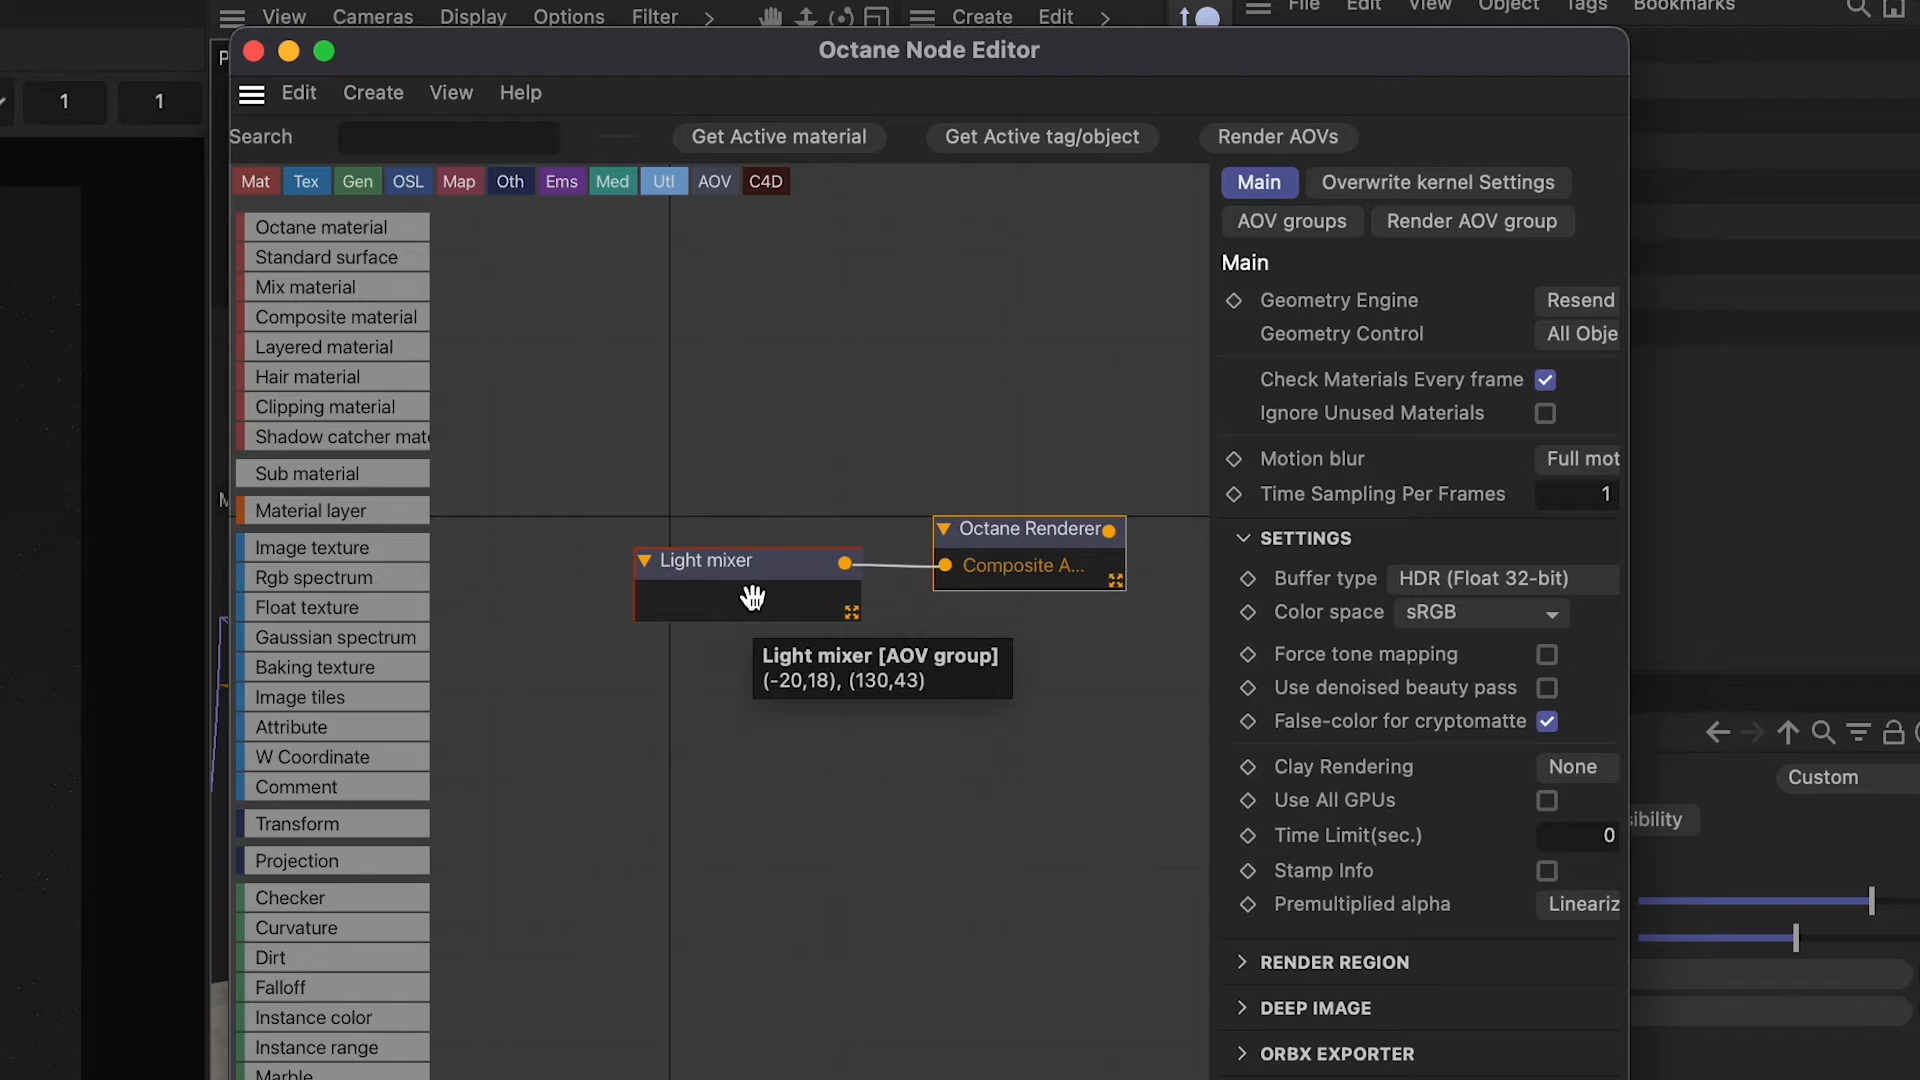 View Cameras Display Options Filter
Create Edit
File Edit View Object Tags Bookmarks
Octane Node Editor
Edit Create View Help
1 1
Search Get Active material Get Active tag/object Render AOVs
Mat Tex Gen OSL Map Oth Ems Med Utl AOV C4D
Octane material
Standard surface
Mix material
Composite material
Layered material
Hair material
Clipping material
Shadow catcher mat
Sub material
Material layer
Image texture
Rgb spectrum
Float texture
Gaussian spectrum
Baking texture
Image tiles
Attribute
W Coordinate
Comment
Transform
Projection
Checker
Curvature
Dirt
Falloff
Instance color
Instance range
Marble
Light mixer
Octane Renderer
Composite A...
Light mixer [AOV group]
(-20,18), (130,43)
Main Overwrite kernel Settings
AOV groups Render AOV group
Main
Geometry Engine Resend
Geometry Control All Obje
Check Materials Every frame
Ignore Unused Materials
Motion blur Full mot
Time Sampling Per Frames 1
SETTINGS
Buffer type HDR (Float 32-bit)
Color space sRGB
Force tone mapping
Use denoised beauty pass
False-color for cryptomatte
Clay Rendering None
Use All GPUs
Time Limit(sec.) 0
Stamp Info
Premultiplied alpha Lineariz
RENDER REGION
DEEP IMAGE
ORBX EXPORTER
Custom
ibility